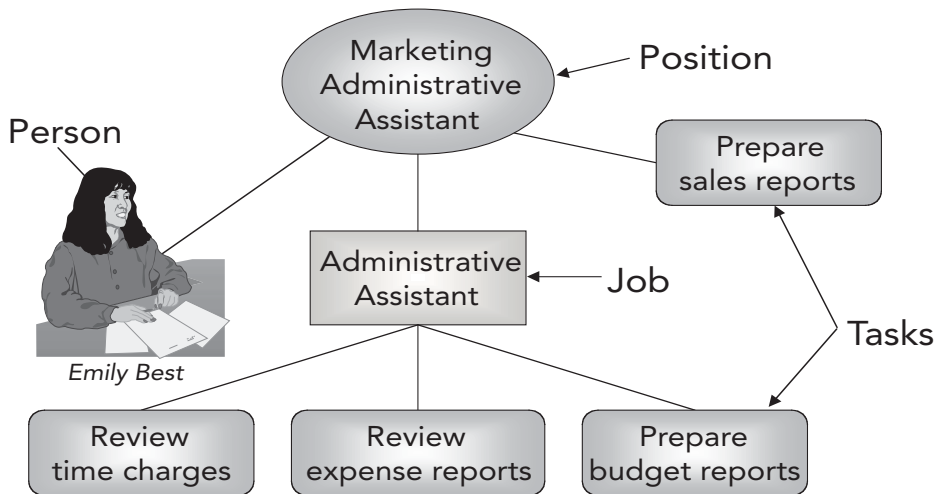 Marketing
Administrative
Assistant
Position
Person
Prepare
sales reports
Administrative
Assistant
Job
Tasks
Emily Best
Review
time charges
Review
expense reports
Prepare
budget reports